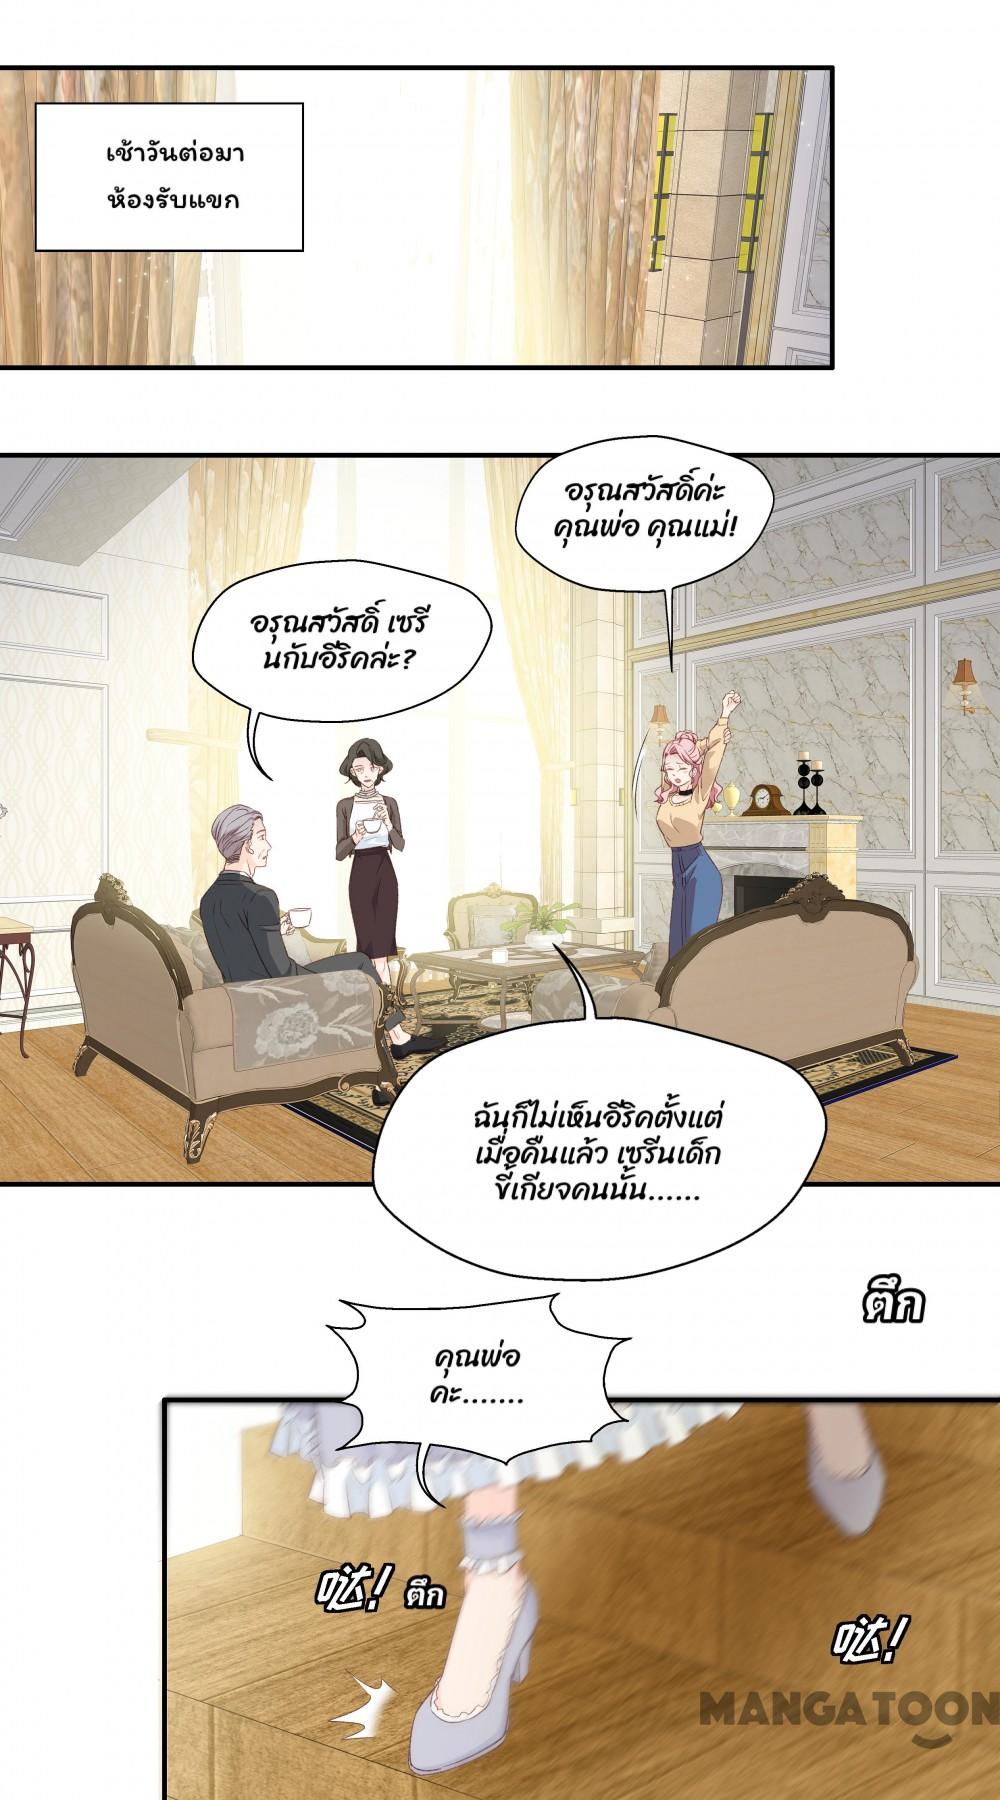 เช้าวันต่อมา
ห้องรับแขก
อรุณสวัสดิ์ค่ะ
คุณพ่อ คุณแม่!
อรุณสวัสดิ์ เซรี
นกับอีริคล่ะ?
ฉันก็ไม่เห็นอีริคตั้งแต่
เมื่อคืนแล้ว เซรีนเด็ก
ขี้เกียจคนนั้น......
ตึก
คุณพ่อ
คะ.......
哒!
ตึก
哒!
MANGATOON